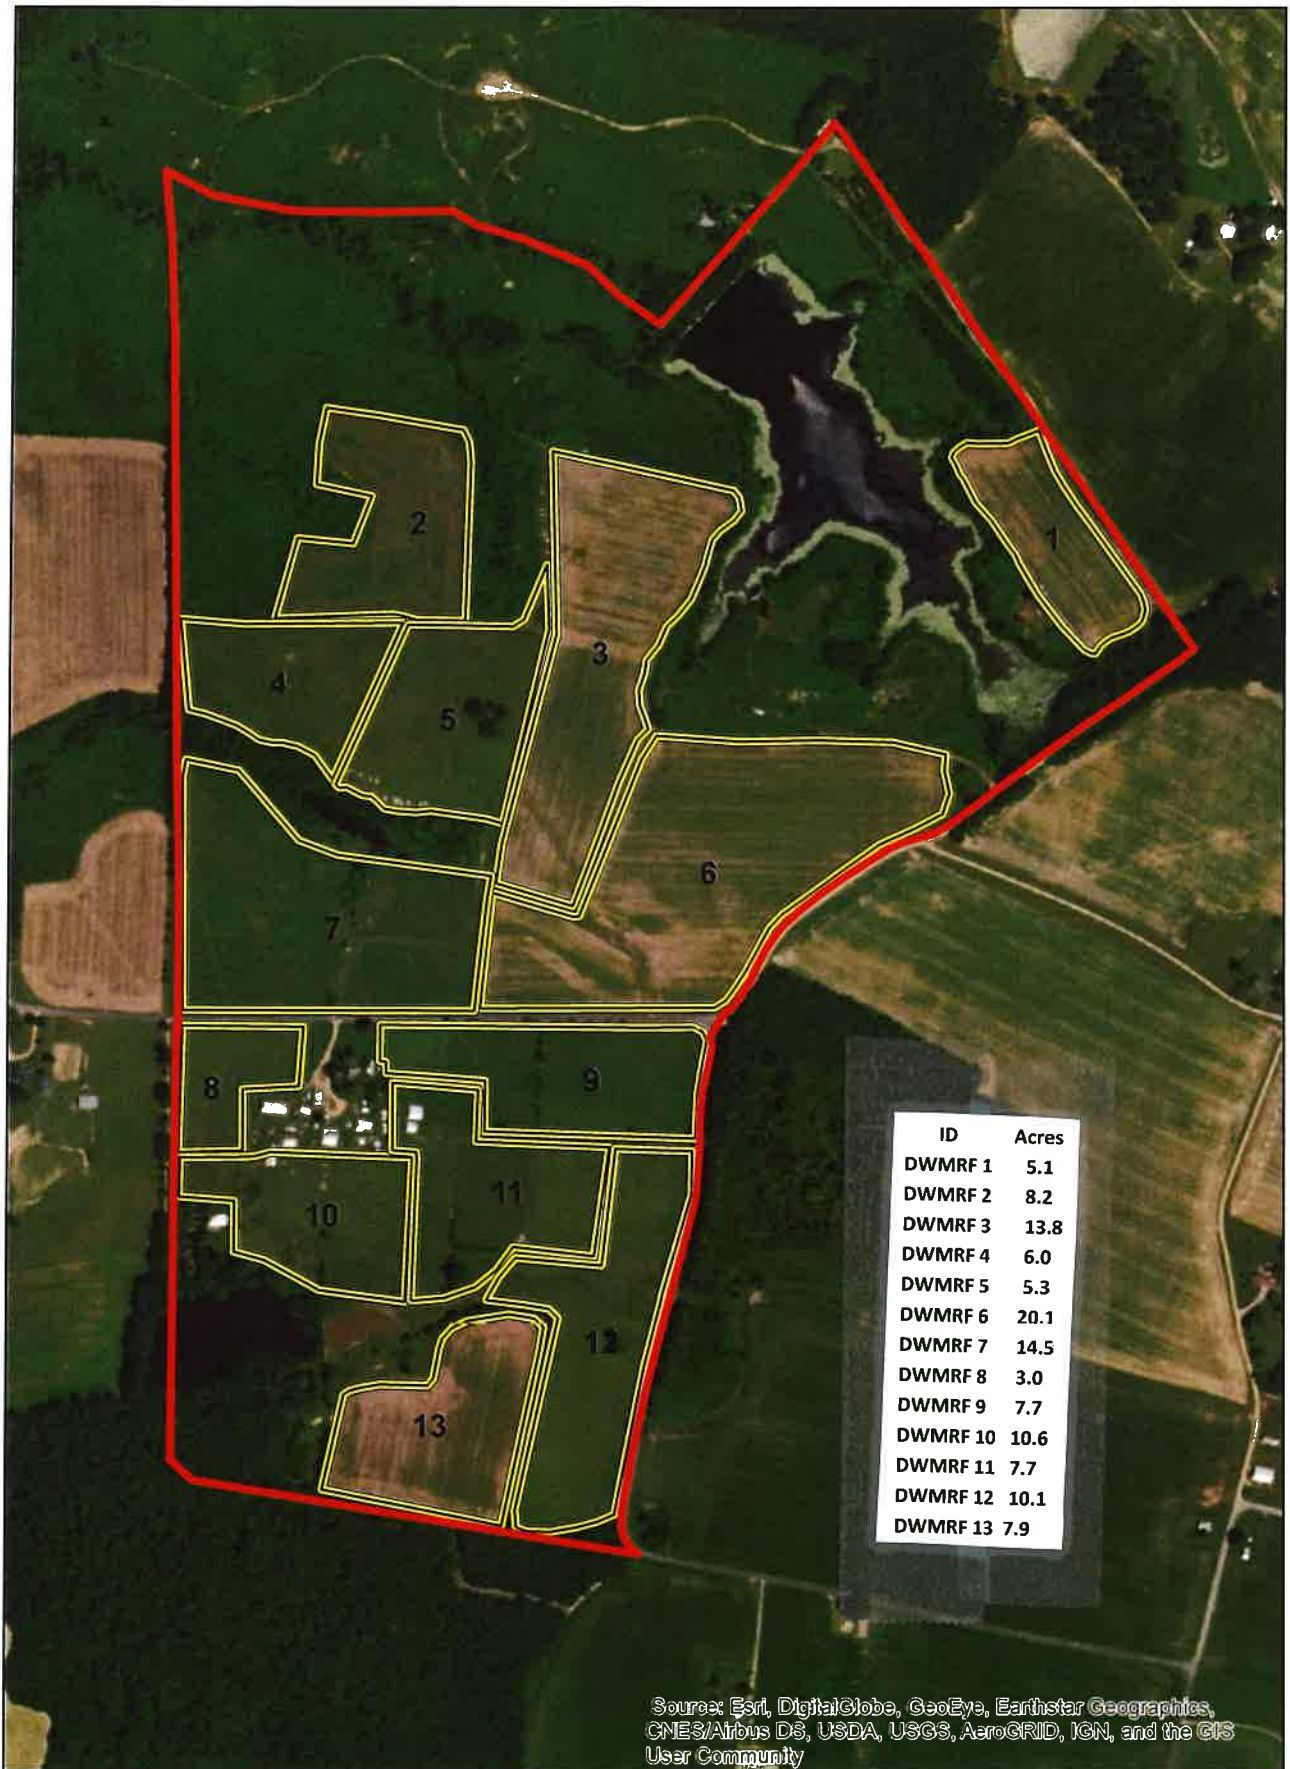 1
2
3
4
5
6
7
8
9
10
11
12
13
ID Acres
DWMRF 1 5.1
DWMRF 2 8.2
DWMRF 3 13.8
DWMRF 4 6.0
DWMRF 5 5.3
DWMRF 6 20.1
DWMRF 7 14.5
DWMRF 8 3.0
DWMRF 9 7.7
DWMRF 10 10.6
DWMRF 11 7.7
DWMRF 12 10.1
DWMRF 13 7.9
Source: Esri, DigitalGlobe, GeoEye, Earthstar Geographics,
CNES/Airbus DS, USDA, USGS, AeroGRID, IGN, and the GIS
User Community